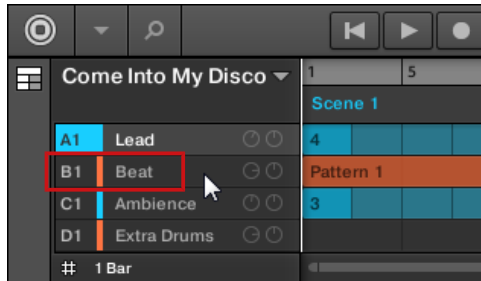 Come Into My Disco
1 5
Scene 1
A1 Lead 4
B1 Beat Pattern 1
C1 Ambience 3
D1 Extra Drums
1 Bar